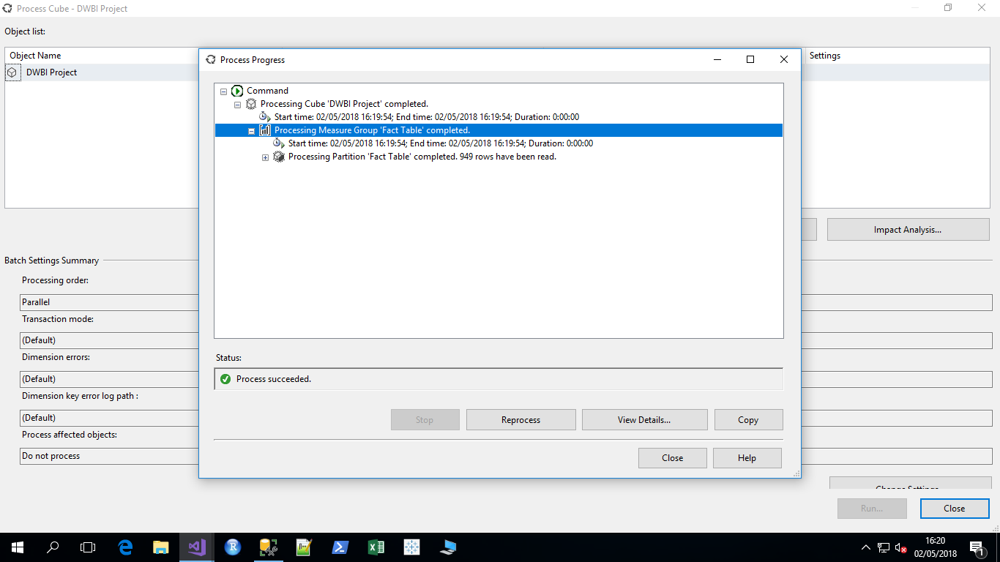 Process Cube - DWBI Project
Object list:
Object Name
Settings
DWBI Project
Process Progress
Command
Processing Cube 'DWBI Project' completed.
Start time: 02/05/2018 16:19:54; End time: 02/05/2018 16:19:54; Duration: 0:00:00
Processing Measure Group 'Fact Table' completed.
Start time: 02/05/2018 16:19:54; End time: 02/05/2018 16:19:54; Duration: 0:00:00
Processing Partition 'Fact Table' completed. 949 rows have been read.
Status:
Process succeeded.
Stop
Reprocess
View Details...
Copy
Close
Help
Impact Analysis...
Batch Settings Summary
Processing order:
Parallel
Transaction mode:
(Default)
Dimension errors:
(Default)
Dimension key error log path :
(Default)
Process affected objects:
Do not process
Change Settings...
Run...
Close
16:20
02/05/2018
1